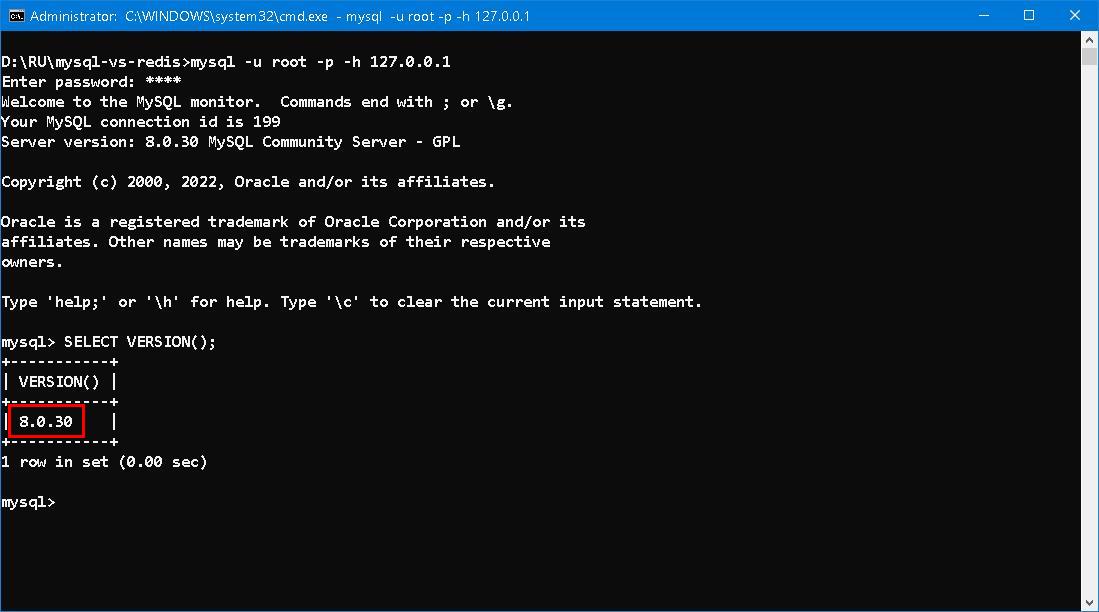 Administrator: C:\WINDOWS\system32\cmd.exe - mysql -u root -p -h 127.0.0.1
D:\RU\mysql-vs-redis>mysql -u root -p -h 127.0.0.1
Enter password: ****
Welcome to the MySQL monitor.  Commands end with ; or \g.
Your MySQL connection id is 199
Server version: 8.0.30 MySQL Community Server - GPL
Copyright (c) 2000, 2022, Oracle and/or its affiliates.
Oracle is a registered trademark of Oracle Corporation and/or its
affiliates. Other names may be trademarks of their respective
owners.
Type 'help;' or '\h' for help. Type '\c' to clear the current input statement.
mysql> SELECT VERSION();
+-----------+
| VERSION() |
+-----------+
| 8.0.30    |
+-----------+
1 row in set (0.00 sec)
mysql>